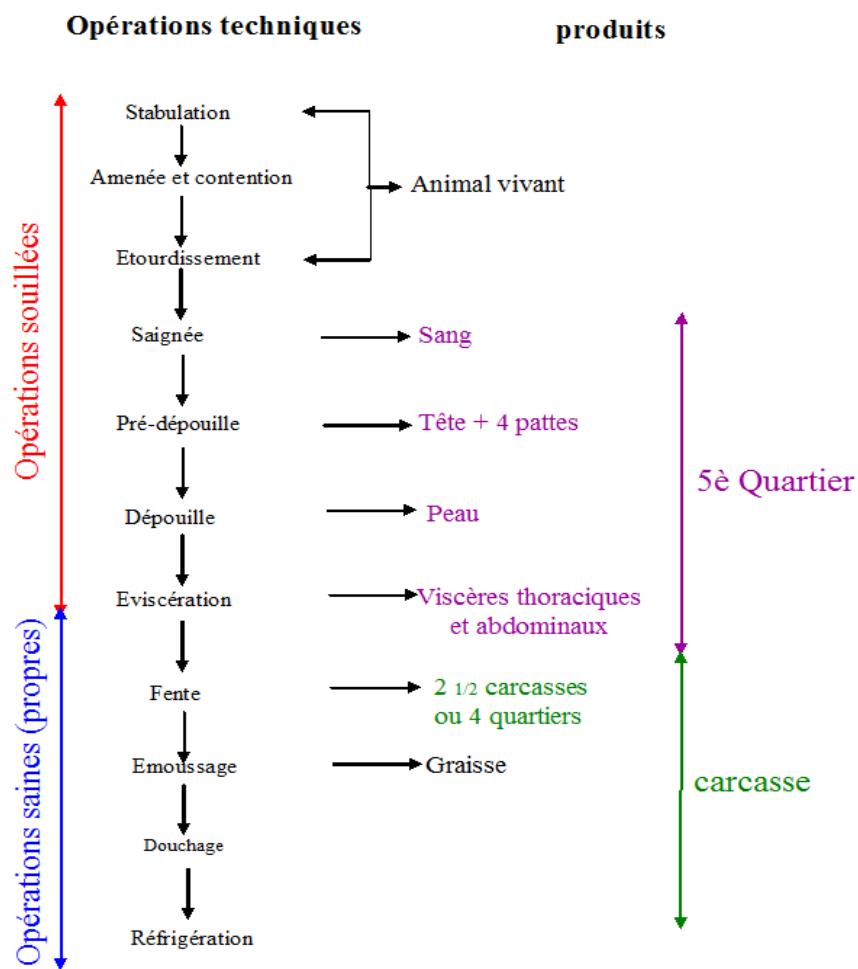 Opérations techniques
produits
Stabulation
Amenée et contention
Animal vivant
Etourdissement
Opérations souillées
Saignée
Sang
Pré-dépouille
Tête + 4 pattes
5è Quartier
Dépouille
Peau
Eviscération
Viscères thoraciques
et abdominaux
Opérations saines (propres)
Fente
2 1/2 carcasses
ou 4 quartiers
Emoussage
Graisse
carcasse
Douchage
Réfrigération